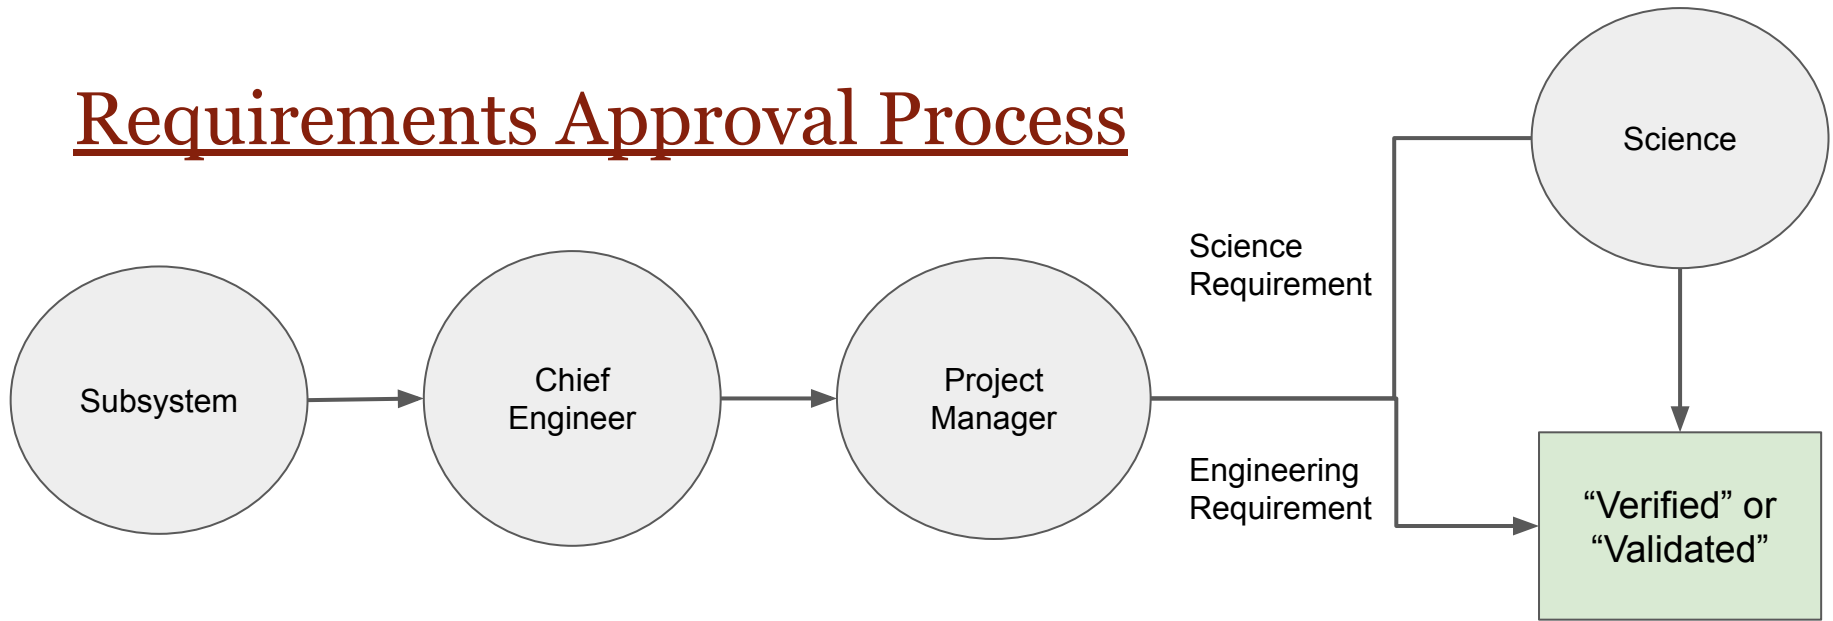 Requirements Approval Process
Science
Science
Requirement
Subsystem
Chief
Engineer
Project
Manager
Engineering
Requirement
“Verified” or
“Validated”